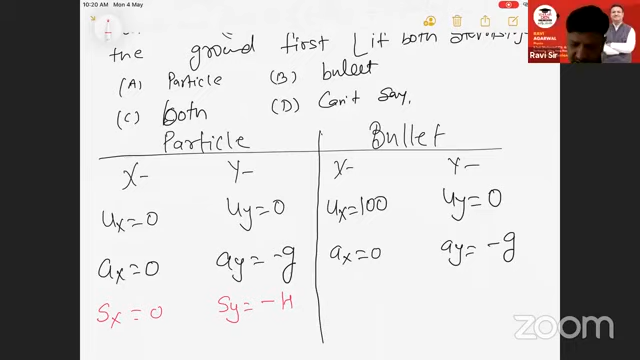 10:20 AM Mon 4 May
the ground first [if both
(A) Particle (B) bullet
(C) both (D) Can't say.
Particle Bullet
X- Y- X- Y-
ux=0 uy=0 ux=100 uy=0
ax=0 ay=-g ax=0 ay=-g
Sx=0 Sy=-H
RAVI
AGARWAL
Ravi Sir
zoom